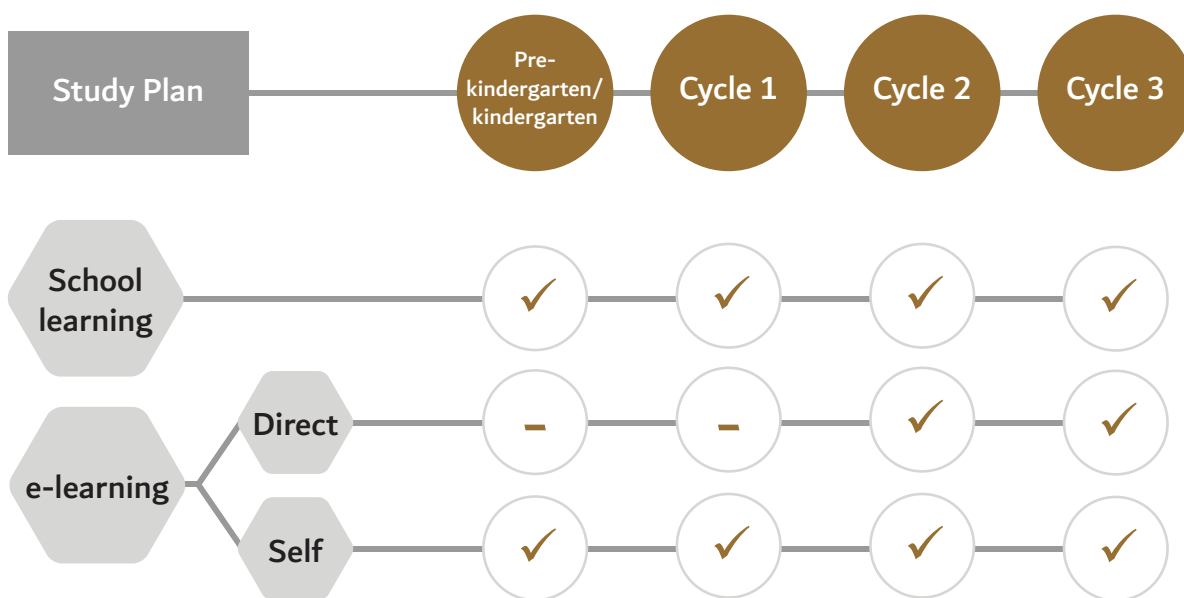 Study Plan
Pre-
kindergarten/
kindergarten
Cycle 1
Cycle 2
Cycle 3
School
learning
✓ ✓ ✓ ✓
e-learning
Direct
- - ✓ ✓
Self
✓ ✓ ✓ ✓